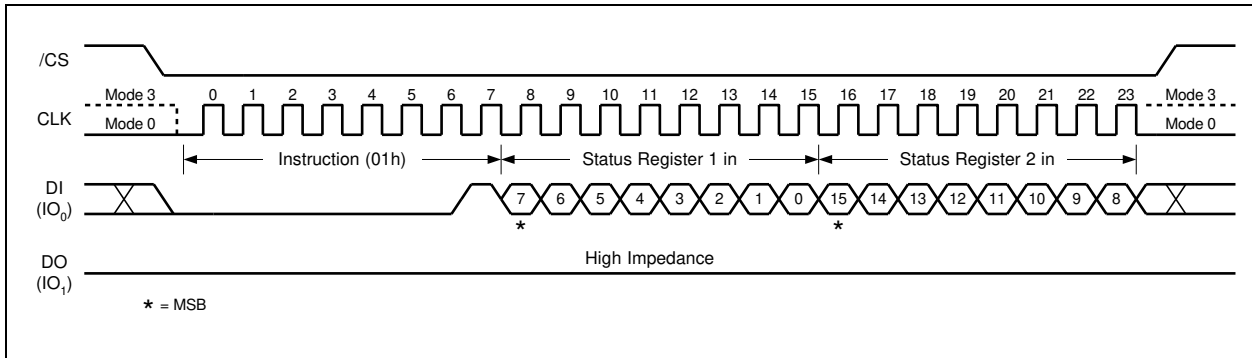 /CS
Mode 3 0 1 2 3 4 5 6 7 8 9 10 11 12 13 14 15 16 17 18 19 20 21 22 23 Mode 3
CLK Mode 0 Mode 0
Instruction (01h) Status Register 1 in Status Register 2 in
DI
(IO0) 7 6 5 4 3 2 1 0 15 14 13 12 11 10 9 8
* *
DO High Impedance
(IO1)
* = MSB